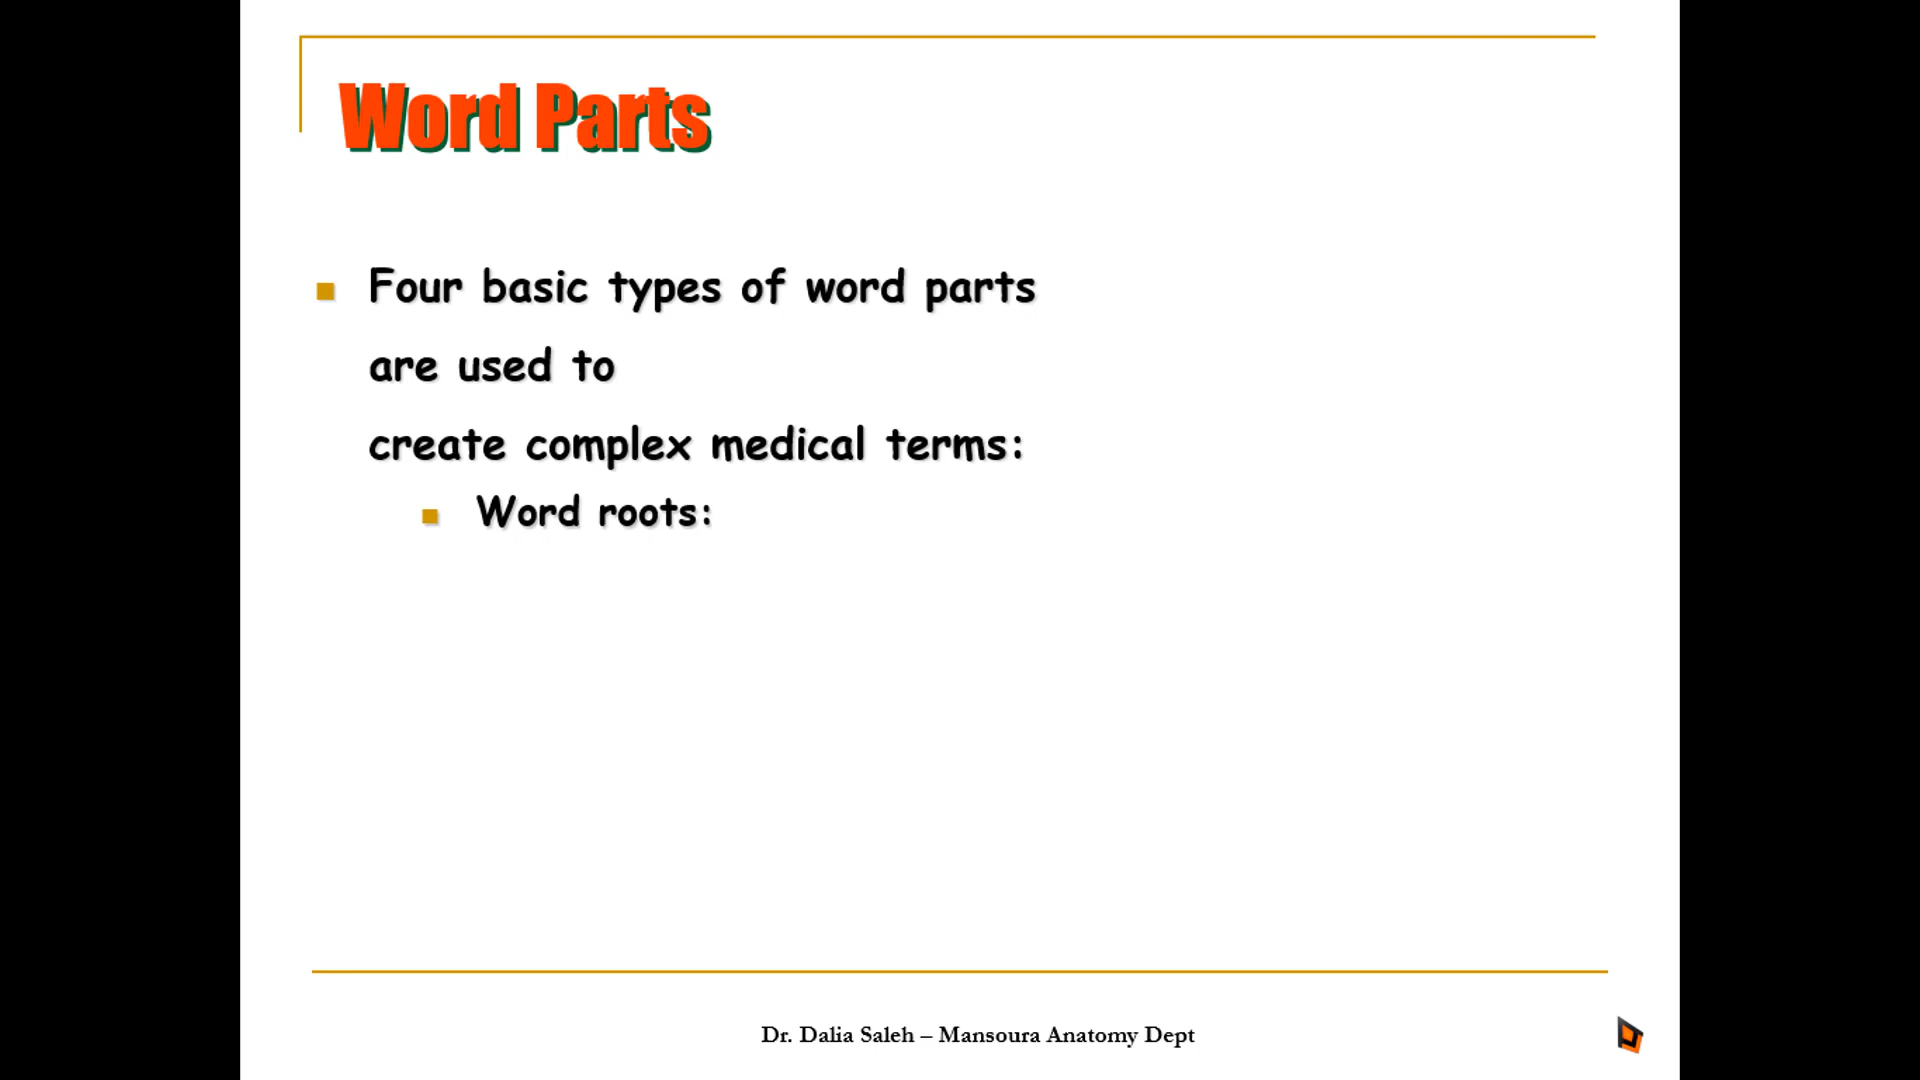 Word Parts
Four basic types of word parts
are used to
create complex medical terms:
Word roots:
Dr. Dalia Saleh – Mansoura Anatomy Dept